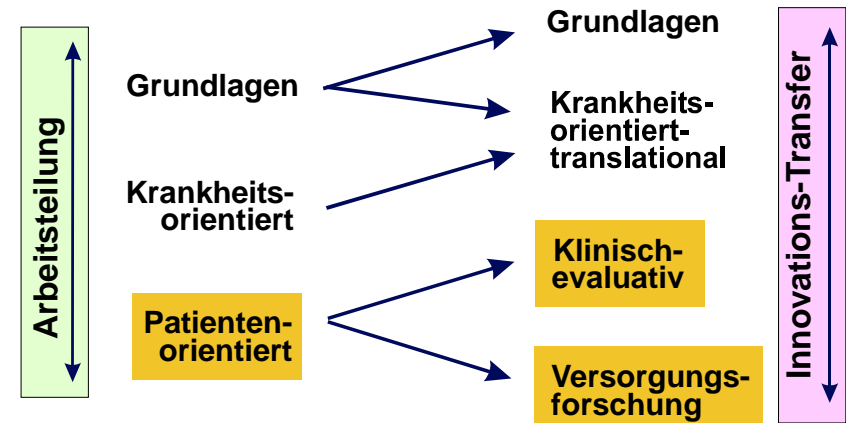 Arbeitsteilung
Grundlagen
Krankheits-
orientiert
Patienten-
orientiert
Grundlagen
Krankheits-
orientiert-
translational
Klinisch-
evaluativ
Versorgungs-
forschung
Innovations-Transfer